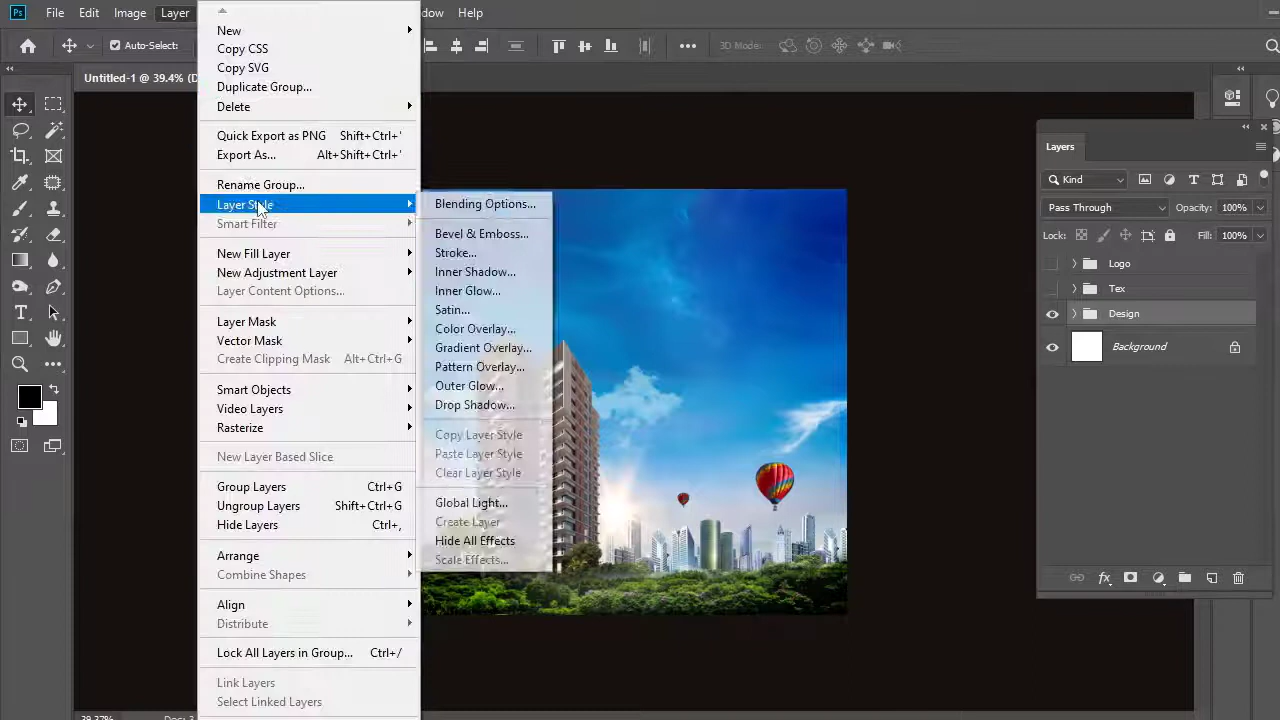 Ps File Edit Image Layer
Help
Auto-Select:
3D Mode:
Untitled-1 @ 39.4% (D
New
Copy CSS
Copy SVG
Duplicate Group...
Delete
Quick Export as PNG Shift+Ctrl+'
Export As... Alt+Shift+Ctrl+'
Rename Group...
Layer Style
Smart Filter
New Fill Layer
New Adjustment Layer
Layer Content Options...
Layer Mask
Vector Mask
Create Clipping Mask Alt+Ctrl+G
Smart Objects
Video Layers
Rasterize
New Layer Based Slice
Group Layers Ctrl+G
Ungroup Layers Shift+Ctrl+G
Hide Layers Ctrl+,
Arrange
Combine Shapes
Align
Distribute
Lock All Layers in Group... Ctrl+/
Link Layers
Select Linked Layers
Blending Options...
Bevel & Emboss...
Stroke...
Inner Shadow...
Inner Glow...
Satin...
Color Overlay...
Gradient Overlay...
Pattern Overlay...
Outer Glow...
Drop Shadow...
Copy Layer Style
Paste Layer Style
Clear Layer Style
Global Light...
Create Layer
Hide All Effects
Scale Effects...
Layers
Kind
Pass Through Opacity: 100%
Lock: Fill: 100%
Logo
Tex
Design
Background
fx